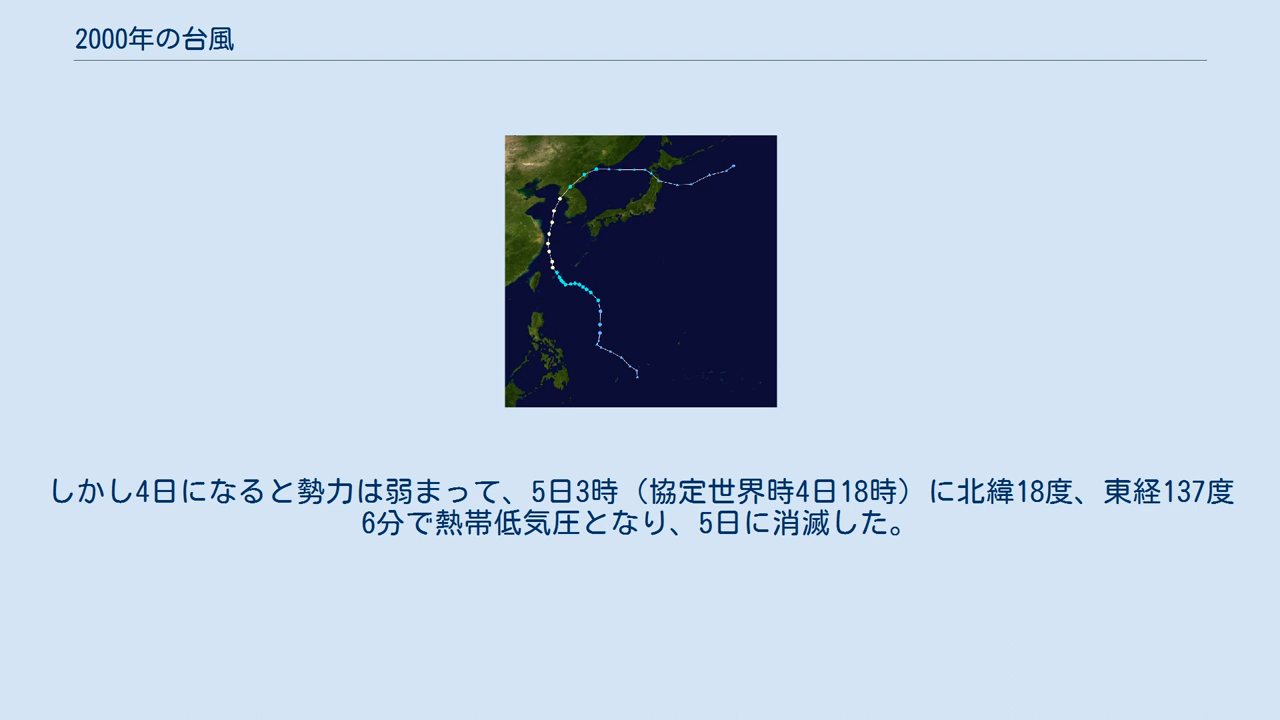 2000年の台風
しかし4日になると勢力は弱まって、5日3時（協定世界時4日18時）に北緯18度、東経137度
6分で熱帯低気圧となり、5日に消滅した。